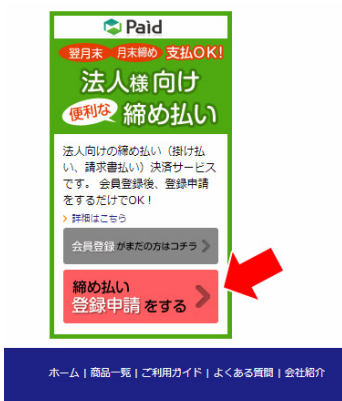 Paid
翌月末 月末締め 支払OK!
法人様向け
便利な 締め払い
法人向けの締め払い（掛け払
い、請求書払い）決済サービス
です。 会員登録後、登録申請
をするだけでOK！
> 詳細はこちら
会員登録がまだの方はコチラ
締め払い
登録申請をする
ホーム | 商品一覧 | ご利用ガイド | よくある質問 | 会社紹介